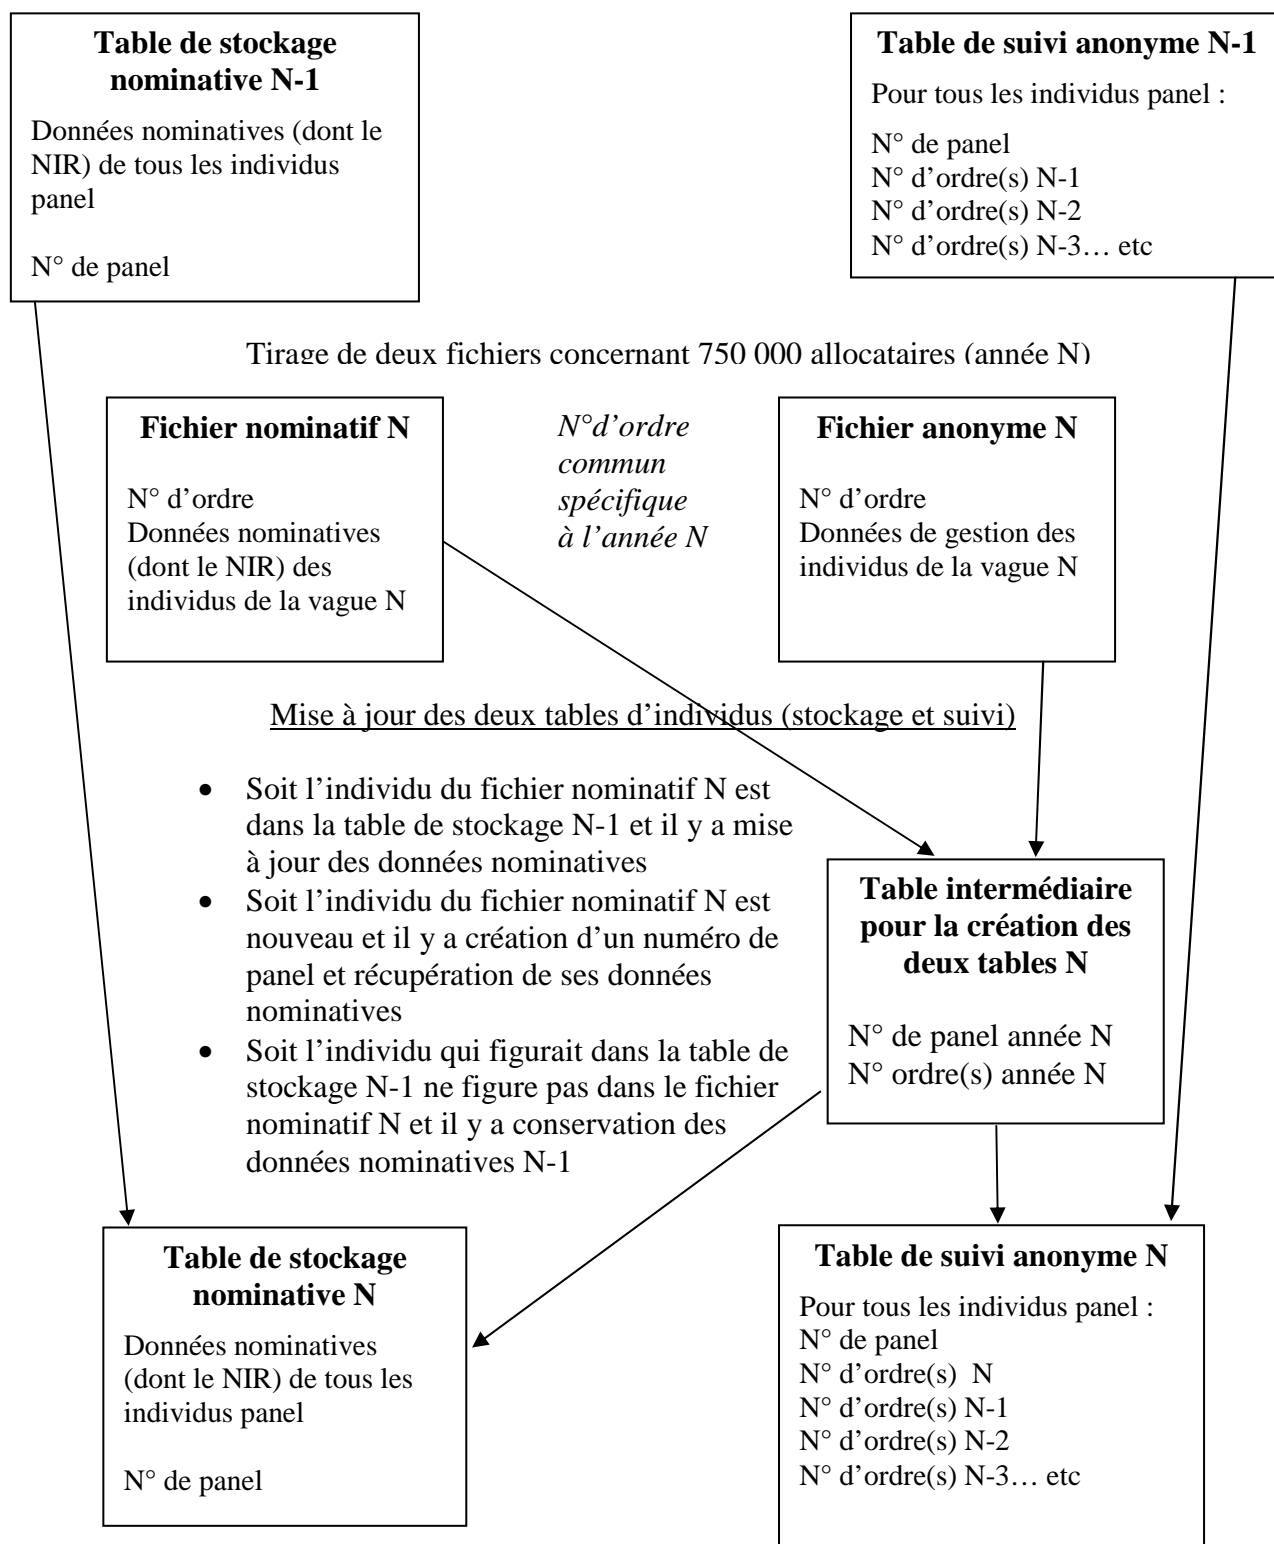 Table de stockage
nominative N-1
Données nominatives (dont le
NIR) de tous les individus
panel
N° de panel
Table de suivi anonyme N-1
Pour tous les individus panel :
N° de panel
N° d’ordre(s) N-1
N° d’ordre(s) N-2
N° d’ordre(s) N-3… etc
Tirage de deux fichiers concernant 750 000 allocataires (année N)
Fichier nominatif N
N° d’ordre
Données nominatives
(dont le NIR) des
individus de la vague N
N°d’ordre
commun
spécifique
à l’année N
Fichier anonyme N
N° d’ordre
Données de gestion des
individus de la vague N
Mise à jour des deux tables d’individus (stockage et suivi)
• Soit l’individu du fichier nominatif N est
dans la table de stockage N-1 et il y a mise
à jour des données nominatives
• Soit l’individu du fichier nominatif N est
nouveau et il y a création d’un numéro de
panel et récupération de ses données
nominatives
• Soit l’individu qui figurait dans la table de
stockage N-1 ne figure pas dans le fichier
nominatif N et il y a conservation des
données nominatives N-1
Table intermédiaire
pour la création des
deux tables N
N° de panel année N
N° ordre(s) année N
Table de stockage
nominative N
Données nominatives
(dont le NIR) de tous les
individus panel
N° de panel
Table de suivi anonyme N
Pour tous les individus panel :
N° de panel
N° d’ordre(s)  N
N° d’ordre(s) N-1
N° d’ordre(s) N-2
N° d’ordre(s) N-3… etc